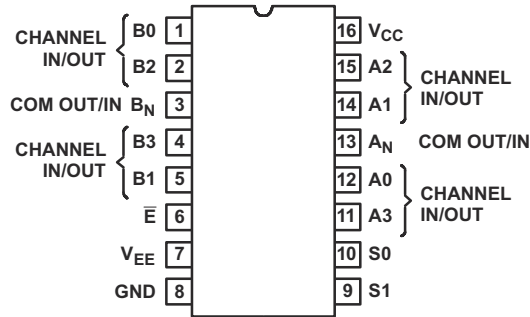 CHANNEL
IN/OUT
B0 1
B2 2
COM OUT/IN BN 3
CHANNEL
IN/OUT
B3 4
B1 5
E̅ 6
VEE 7
GND 8
16 VCC
15 A2
14 A1
CHANNEL
IN/OUT
13 AN COM OUT/IN
12 A0
11 A3
CHANNEL
IN/OUT
10 S0
9 S1